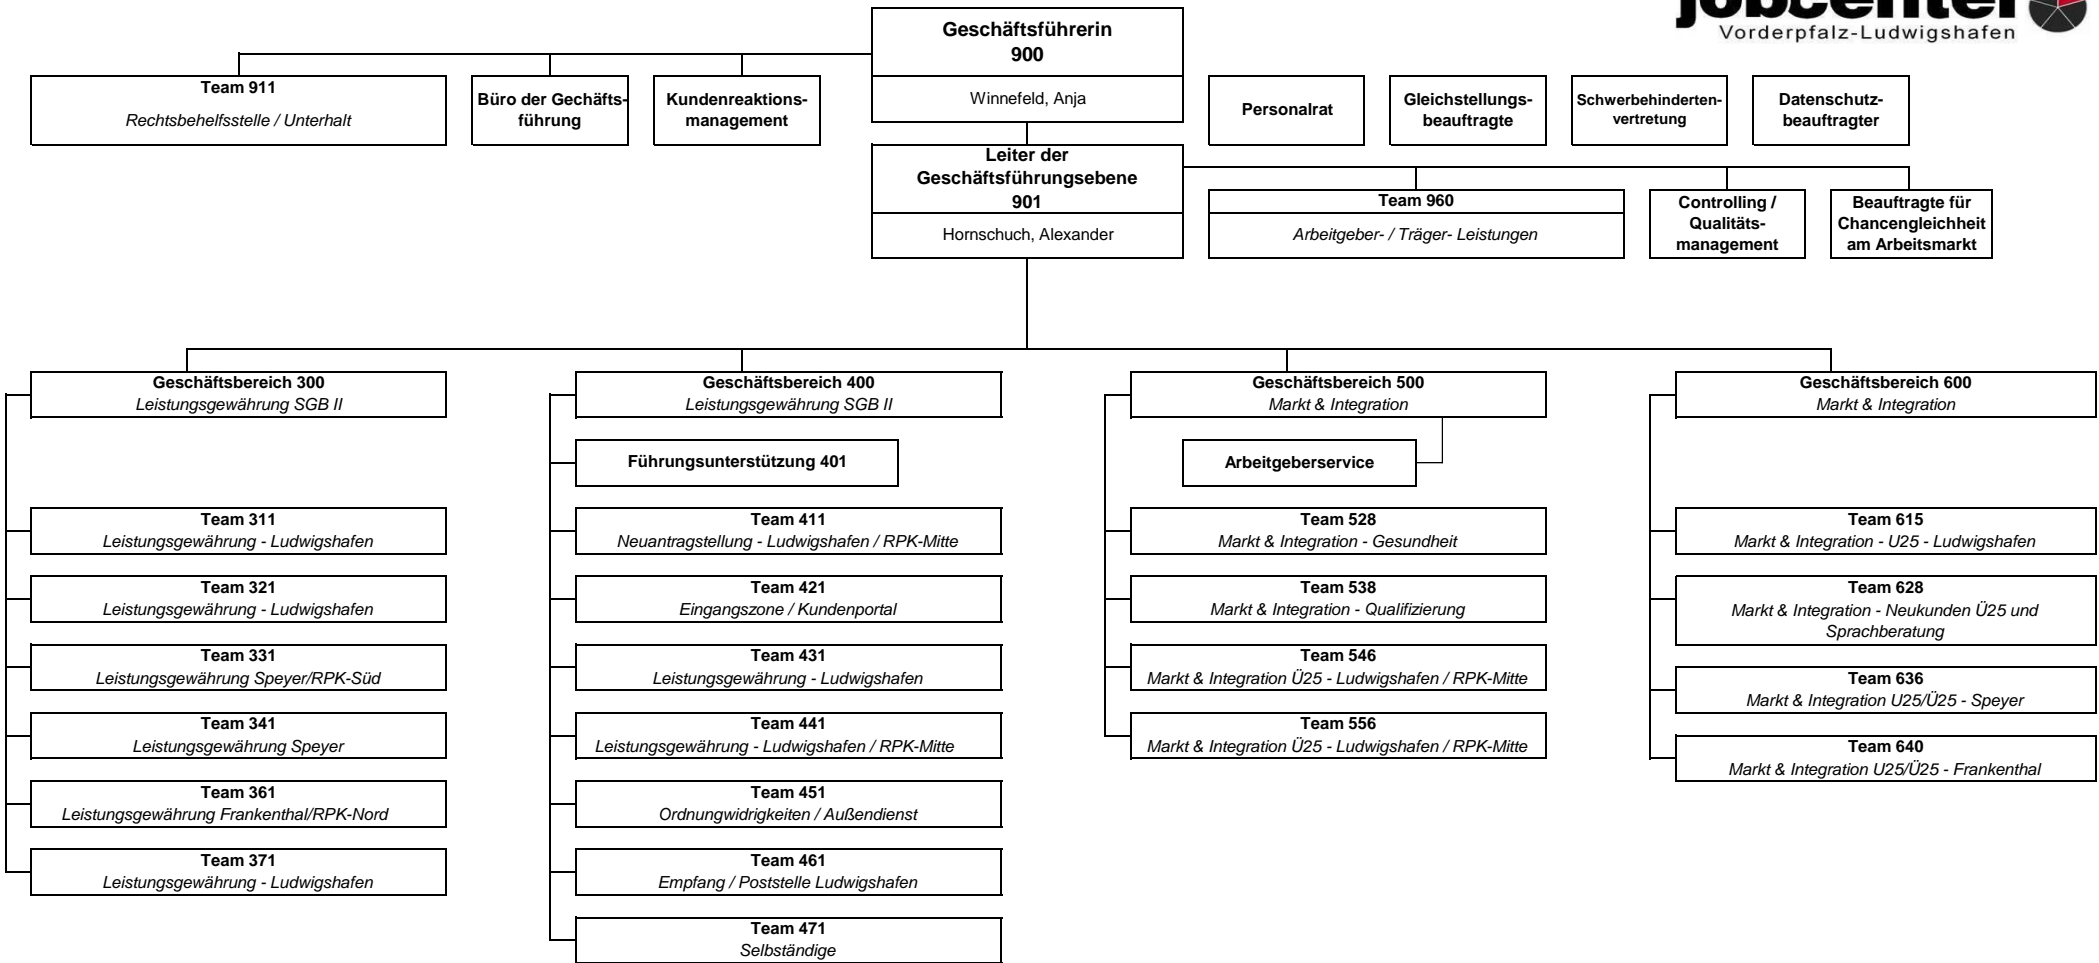 jobcenter
Vorderpfalz-Ludwigshafen
Geschäftsführerin
900
Winnefeld, Anja
Team 911
Rechtsbehelfsstelle / Unterhalt
Büro der Gechäfts-
führung
Kundenreaktions-
management
Personalrat
Gleichstellungs-
beauftragte
Schwerbehinderten-
vertretung
Datenschutz-
beauftragter
Leiter der
Geschäftsführungsebene
901
Hornschuch, Alexander
Team 960
Arbeitgeber- / Träger- Leistungen
Controlling /
Qualitäts-
management
Beauftragte für
Chancengleichheit
am Arbeitsmarkt
Geschäftsbereich 300
Leistungsgewährung SGB II
Team 311
Leistungsgewährung - Ludwigshafen
Team 321
Leistungsgewährung - Ludwigshafen
Team 331
Leistungsgewährung Speyer/RPK-Süd
Team 341
Leistungsgewährung Speyer
Team 361
Leistungsgewährung Frankenthal/RPK-Nord
Team 371
Leistungsgewährung - Ludwigshafen
Geschäftsbereich 400
Leistungsgewährung SGB II
Führungsunterstützung 401
Team 411
Neuantragstellung - Ludwigshafen / RPK-Mitte
Team 421
Eingangszone / Kundenportal
Team 431
Leistungsgewährung - Ludwigshafen
Team 441
Leistungsgewährung - Ludwigshafen / RPK-Mitte
Team 451
Ordnungwidrigkeiten / Außendienst
Team 461
Empfang / Poststelle Ludwigshafen
Team 471
Selbständige
Geschäftsbereich 500
Markt & Integration
Arbeitgeberservice
Team 528
Markt & Integration - Gesundheit
Team 538
Markt & Integration - Qualifizierung
Team 546
Markt & Integration Ü25 - Ludwigshafen / RPK-Mitte
Team 556
Markt & Integration Ü25 - Ludwigshafen / RPK-Mitte
Geschäftsbereich 600
Markt & Integration
Team 615
Markt & Integration - U25 - Ludwigshafen
Team 628
Markt & Integration - Neukunden Ü25 und
Sprachberatung
Team 636
Markt & Integration U25/Ü25 - Speyer
Team 640
Markt & Integration U25/Ü25 - Frankenthal